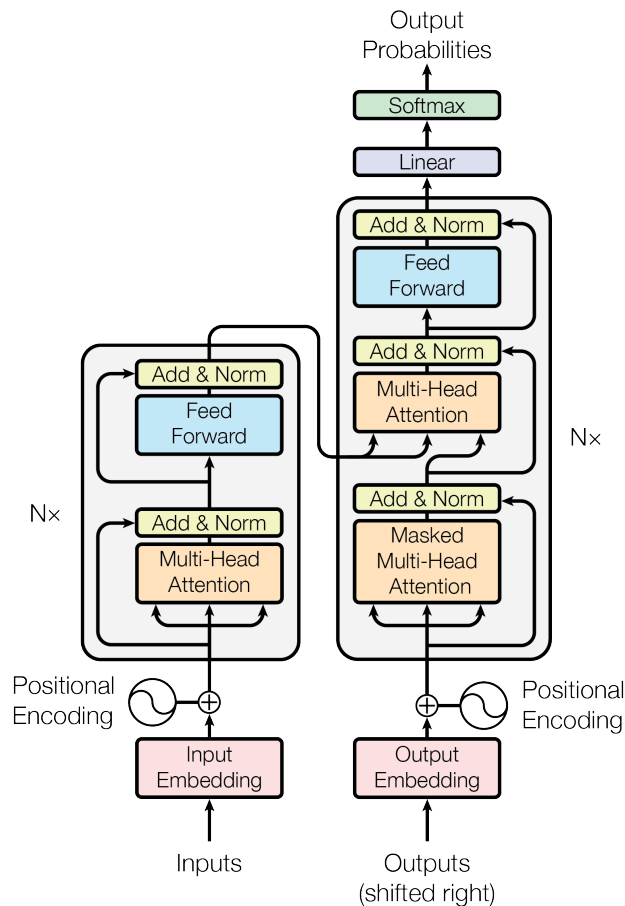 Output
Probabilities
Softmax
Linear
Add & Norm
Feed
Forward
Add & Norm
Multi-Head
Attention
Add & Norm
Masked
Multi-Head
Attention
Nx
Add & Norm
Feed
Forward
Add & Norm
Multi-Head
Attention
N×
Positional
Encoding
Positional
Encoding
Input
Embedding
Output
Embedding
Inputs
Outputs
(shifted right)